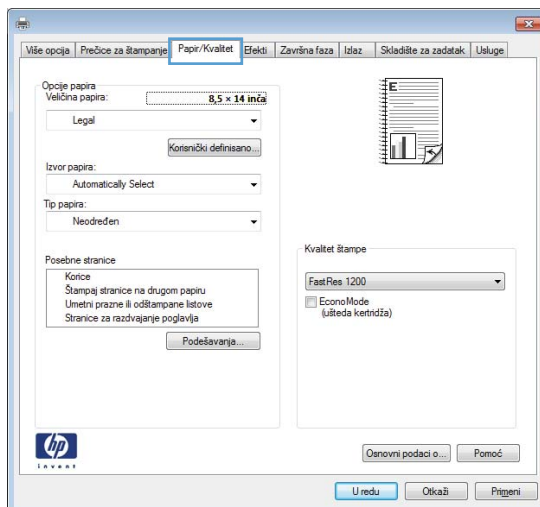 Više opcija Prečice za štampanje Papir/Kvalitet Efekti Završna faza Izlaz Skladište za zadatak Usluge
Opcije papira
Veličina papira: 8,5 × 14 inča
Legal
Korisnički definisano...
Izvor papira:
Automatically Select
Tip papira:
Neodređen
Posebne stranice
Korice
Štampaj stranice na drugom papiru
Umetni prazne ili odštampane listove
Stranice za razdvajanje poglavlja
Podešavanja...
E
Kvalitet štampe
FastRes 1200
EconoMode
(ušteda kertridža)
hp
invent
Osnovni podaci o... Pomoć
U redu Otkaži Primeni